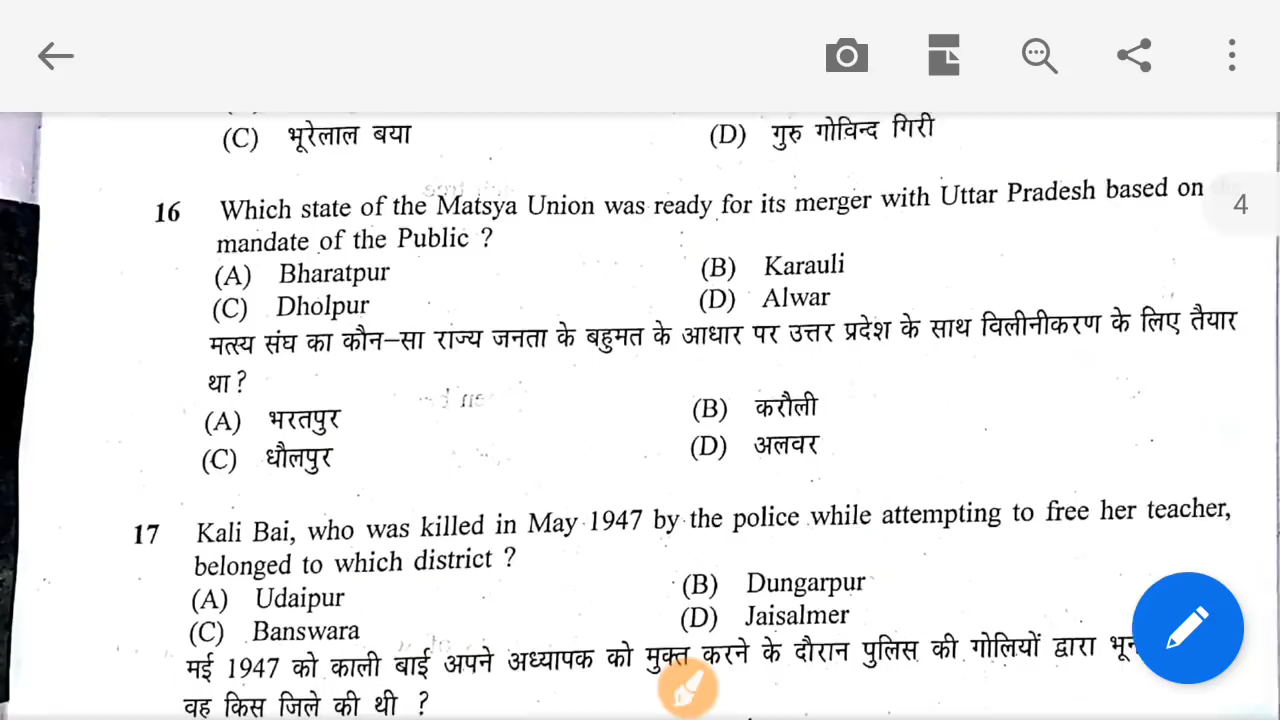 (C) भूरेलाल बया (D) गुरु गोविन्द गिरी
4
16 Which state of the Matsya Union was ready for its merger with Uttar Pradesh based on
mandate of the Public ?
(A) Bharatpur (B) Karauli
(C) Dholpur (D) Alwar
मत्स्य संघ का कौन-सा राज्य जनता के बहुमत के आधार पर उत्तर प्रदेश के साथ विलीनीकरण के लिए तैयार
था ?
(A) भरतपुर (B) करौली
(C) धौलपुर (D) अलवर
17 Kali Bai, who was killed in May 1947 by the police while attempting to free her teacher,
belonged to which district ?
(A) Udaipur (B) Dungarpur
(C) Banswara (D) Jaisalmer
मई 1947 को काली बाई अपने अध्यापक को मुक्त करने के दौरान पुलिस की गोलियों द्वारा
वह किस जिले की थी ?